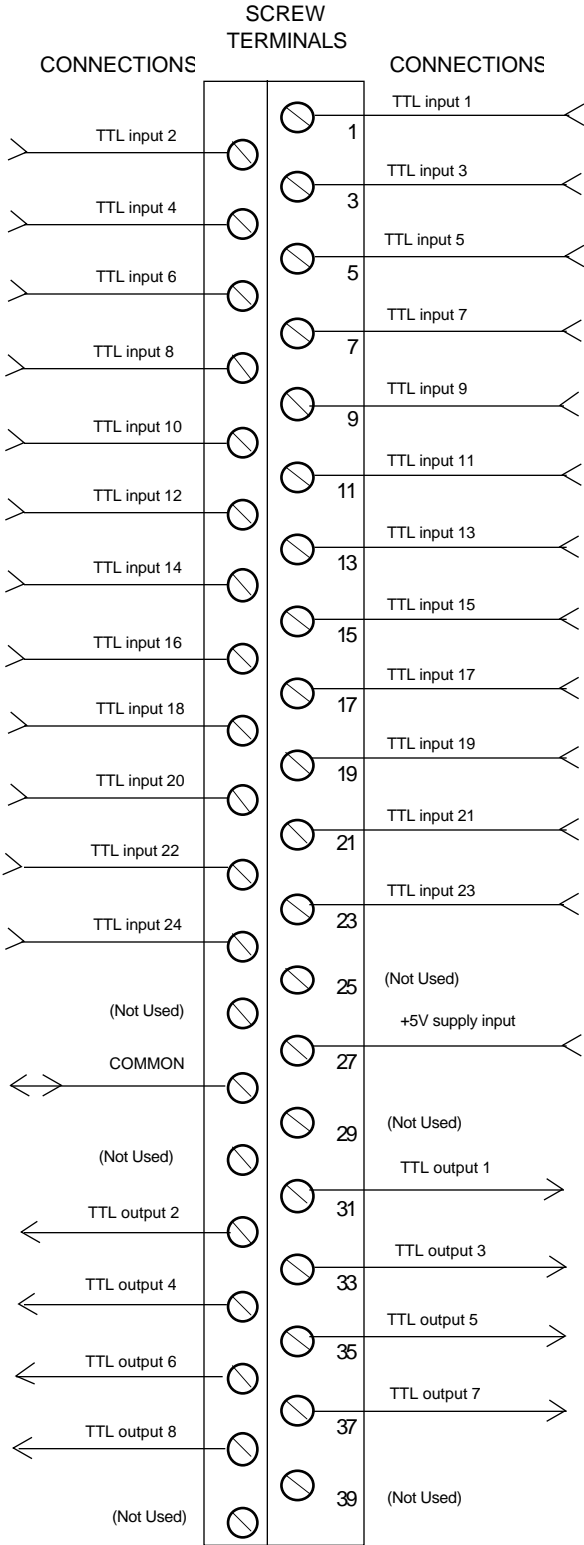 SCREW
TERMINALS
CONNECTIONS
CONNECTIONS
TTL input 1
1
TTL input 2
TTL input 3
3
TTL input 4
TTL input 5
5
TTL input 6
TTL input 7
7
TTL input 8
TTL input 9
9
TTL input 10
TTL input 11
11
TTL input 12
TTL input 13
13
TTL input 14
TTL input 15
15
TTL input 16
TTL input 17
17
TTL input 18
TTL input 19
19
TTL input 20
TTL input 21
21
TTL input 22
TTL input 23
23
TTL input 24
25
(Not Used)
(Not Used)
+5V supply input
27
COMMON
29
(Not Used)
(Not Used)
TTL output 1
31
TTL output 2
TTL output 3
33
TTL output 4
TTL output 5
35
TTL output 6
TTL output 7
37
TTL output 8
39
(Not Used)
(Not Used)